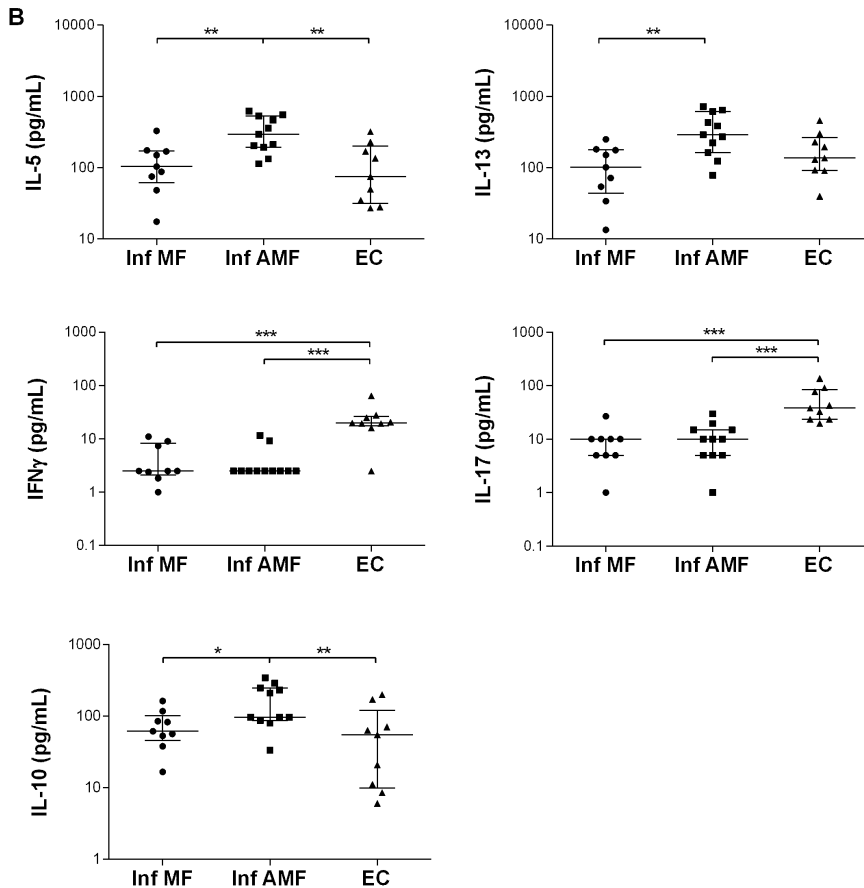 B
** **
10000
1000
100
10
IL-5 (pg/mL)
Inf MF Inf AMF EC
**
10000
1000
100
10
IL-13 (pg/mL)
Inf MF Inf AMF EC
***
***
1000
100
10
1
0.1
IFNγ (pg/mL)
Inf MF Inf AMF EC
***
***
1000
100
10
1
0.1
IL-17 (pg/mL)
Inf MF Inf AMF EC
* **
1000
100
10
1
IL-10 (pg/mL)
Inf MF Inf AMF EC